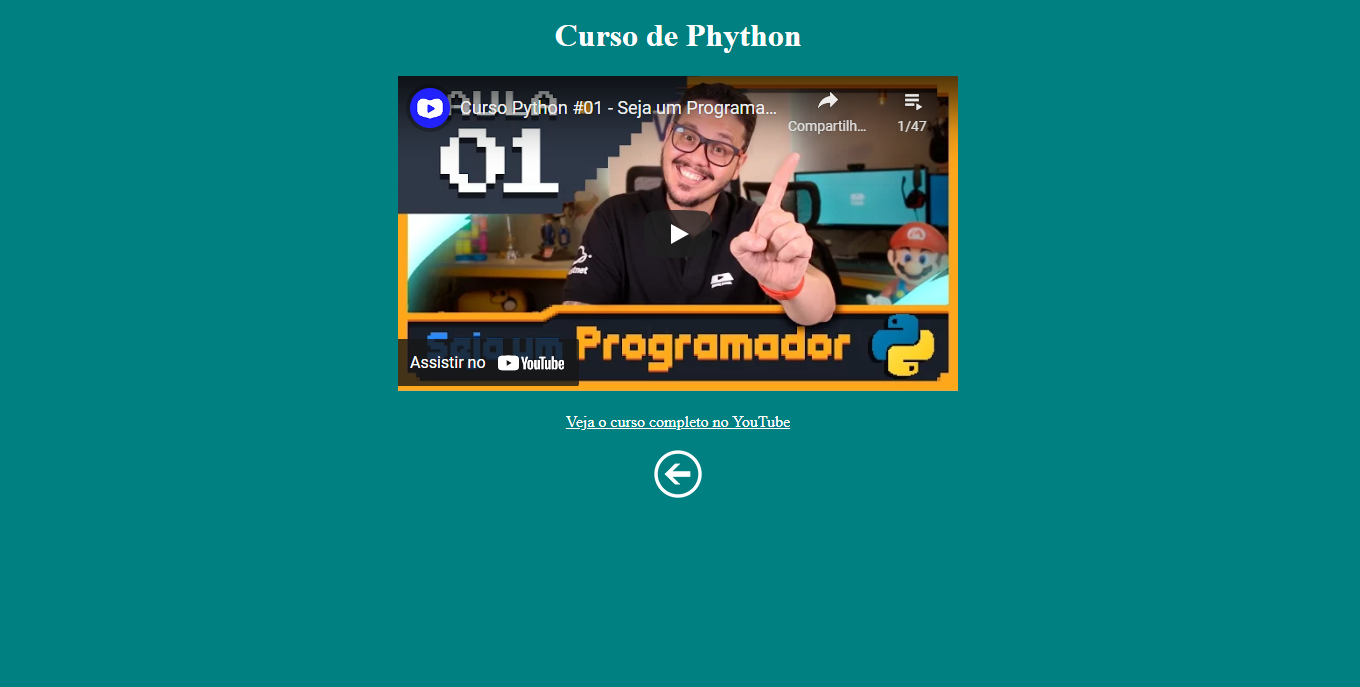 Curso de Phython
AULA
Curso Python #01 - Seja um Programa...
Compartilh...
1/47
01
Seja um Programador
Assistir no YouTube
Veja o curso completo no YouTube